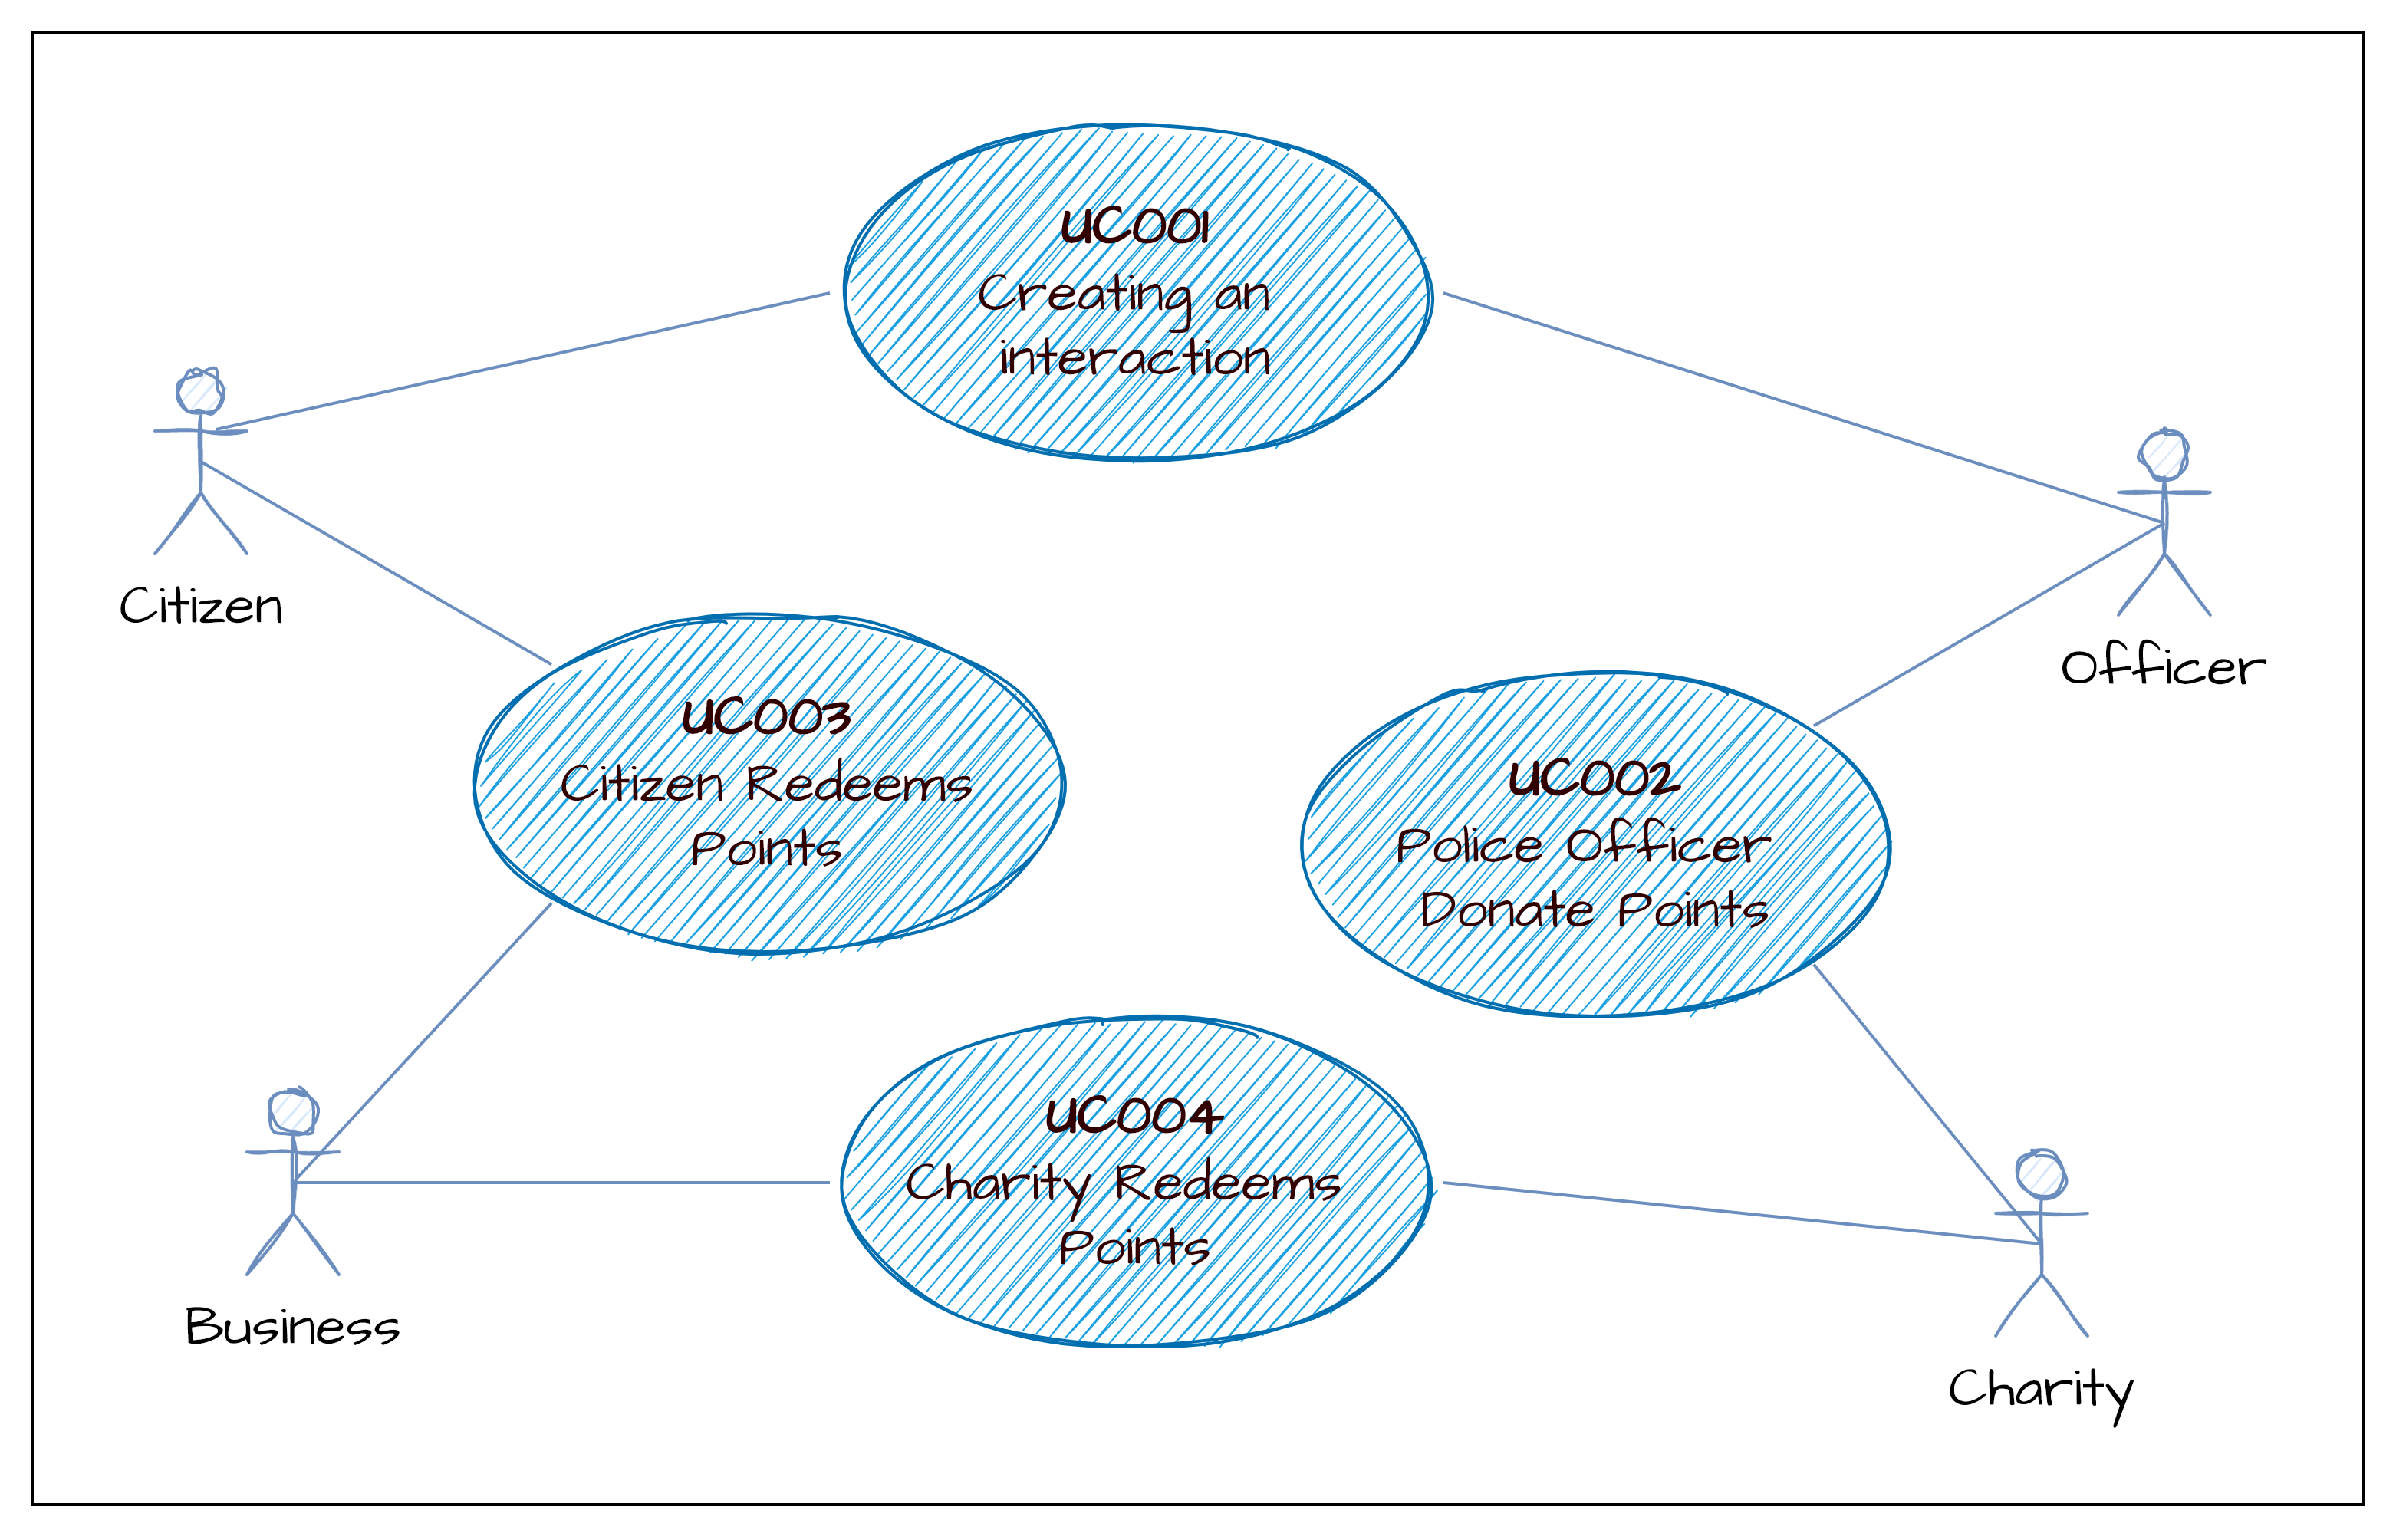 UC001
Creating an
interaction
Citizen
Officer
UC003
Citizen Redeems
Points
UC002
Police Officer
Donate Points
UC004
Charity Redeems
Points
Business
Charity